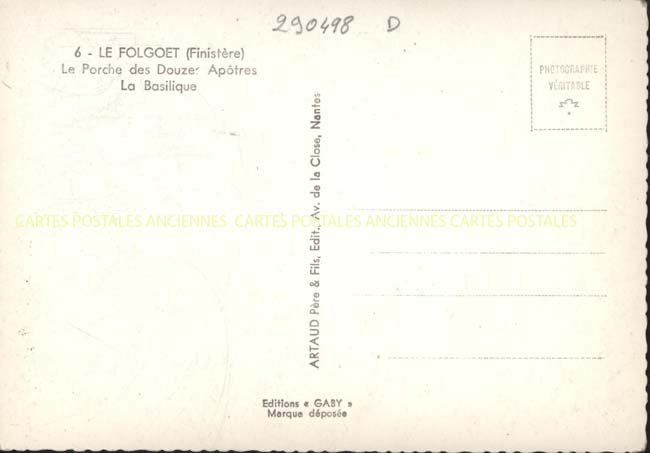 290498 D
6 - LE FOLGOET (Finistère)
Le Porche des Douze Apôtres
La Basilique
PHOTOGRAPHIE
VÉRITABLE
ARTAUD Père & Fils, Edit., Av. de la Close, Nantes
CARTES POSTALES ANCIENNES CARTES POSTALES ANCIENNES CARTES POSTALES
Editions « GABY »
Marque déposée